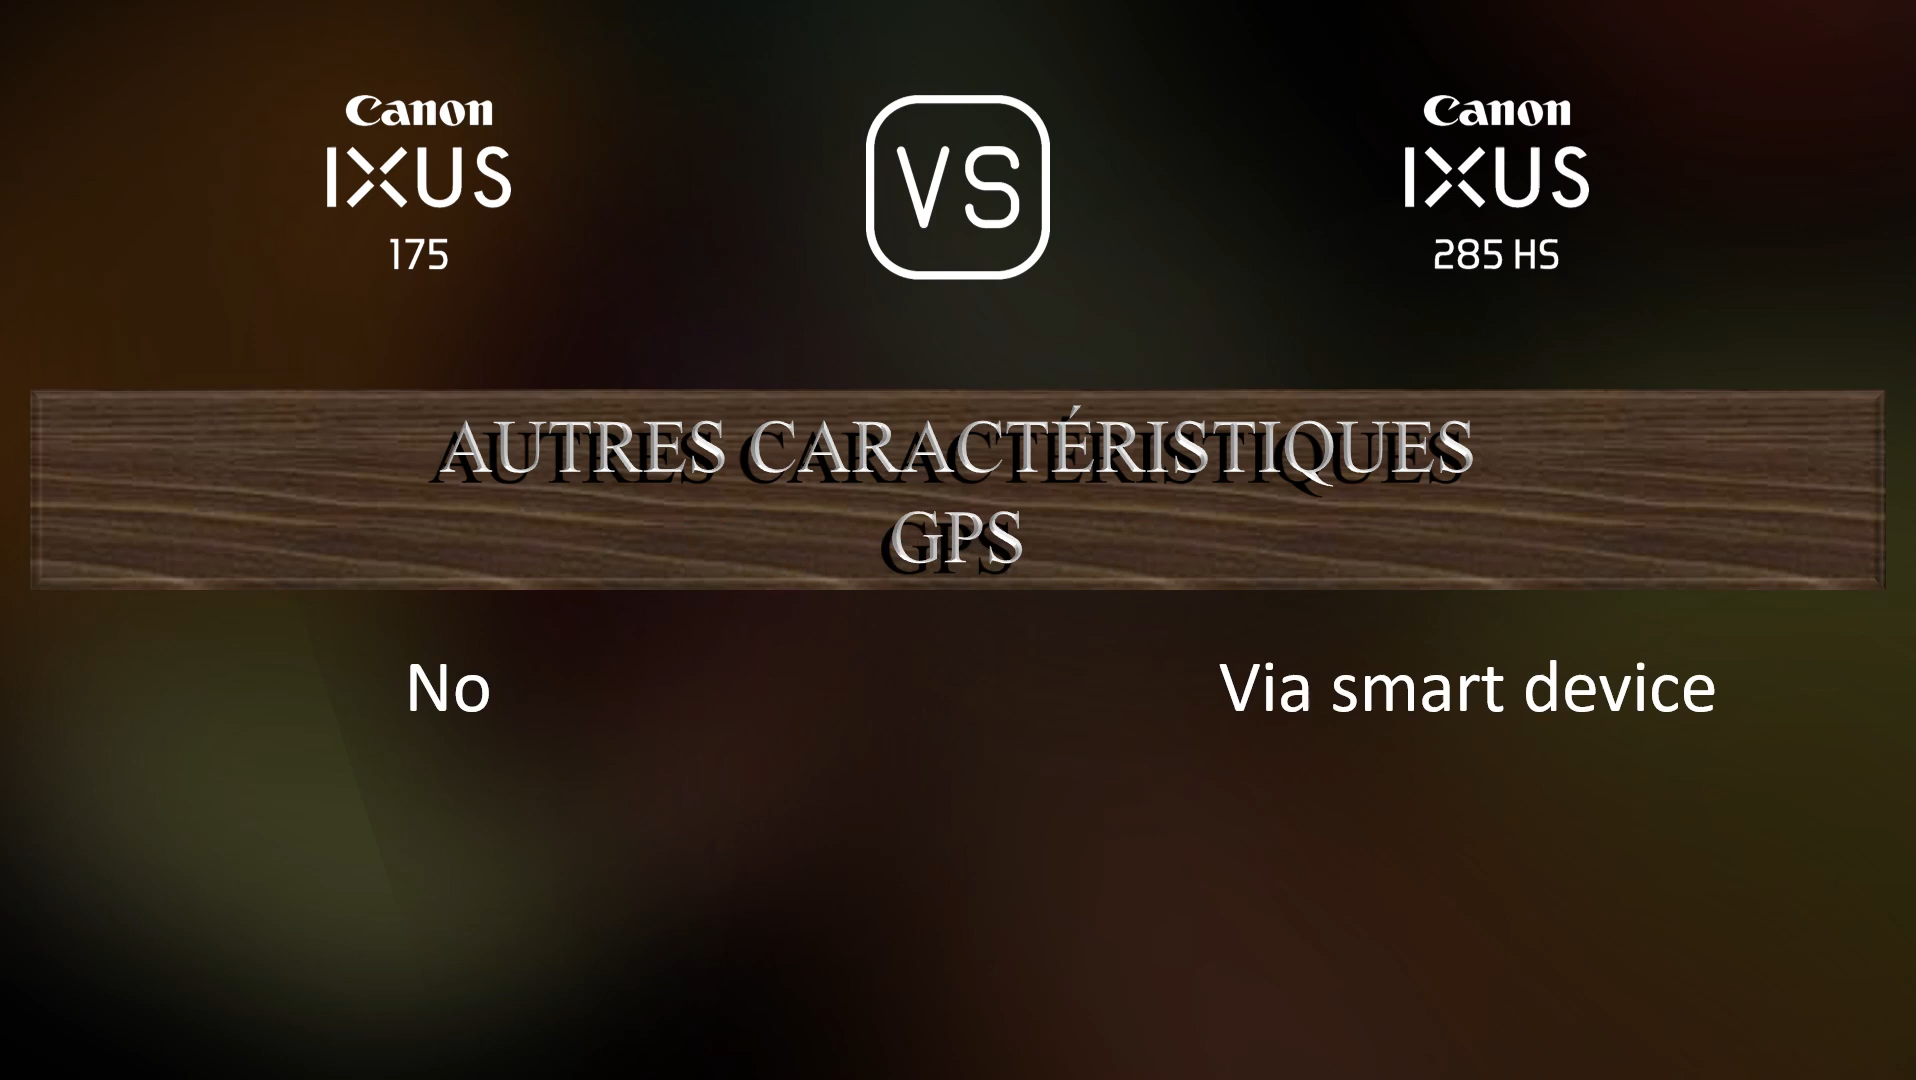 Canon
IXUS
175
VS
Canon
IXUS
285 HS
AUTRES CARACTÉRISTIQUES
GPS
No
Via smart device